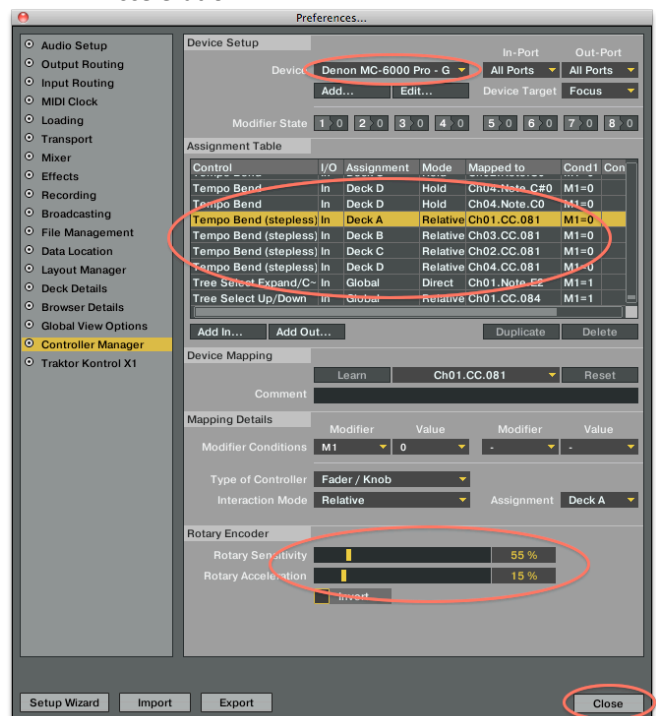 Preferences...
Audio Setup
Output Routing
Input Routing
MIDI Clock
Loading
Transport
Mixer
Effects
Recording
Broadcasting
File Management
Data Location
Layout Manager
Deck Details
Browser Details
Global View Options
Controller Manager
Traktor Kontrol X1
Device Setup
In-Port Out-Port
Device Denon MC-6000 Pro - G All Ports All Ports
Add... Edit... Device Target Focus
Modifier State 1 0 2 0 3 0 4 0 5 0 6 0 7 0 8 0
Assignment Table
Control I/O Assignment Mode Mapped to Cond1 Con
Tempo Bend In Deck D Hold Ch04.Note.C#0 M1=0
Tempo Bend In Deck D Hold Ch04.Note.C0 M1=0
Tempo Bend (stepless) In Deck A Relative Ch01.CC.081 M1=0
Tempo Bend (stepless) In Deck B Relative Ch03.CC.081 M1=0
Tempo Bend (stepless) In Deck C Relative Ch02.CC.081 M1=0
Tempo Bend (stepless) In Deck D Relative Ch04.CC.081 M1=0
Tree Select Expand/C~ In Global Direct Ch01.Note.E2 M1=1
Tree Select Up/Down In Global Relative Ch01.CC.084 M1=1
Add In... Add Out... Duplicate Delete
Device Mapping
Learn Ch01.CC.081 Reset
Comment
Mapping Details
Modifier Value Modifier Value
Modifier Conditions M1 0 - -
Type of Controller Fader / Knob
Interaction Mode Relative Assignment Deck A
Rotary Encoder
Rotary Sensitivity 55 %
Rotary Acceleration 15 %
Invert
Setup Wizard Import Export Close